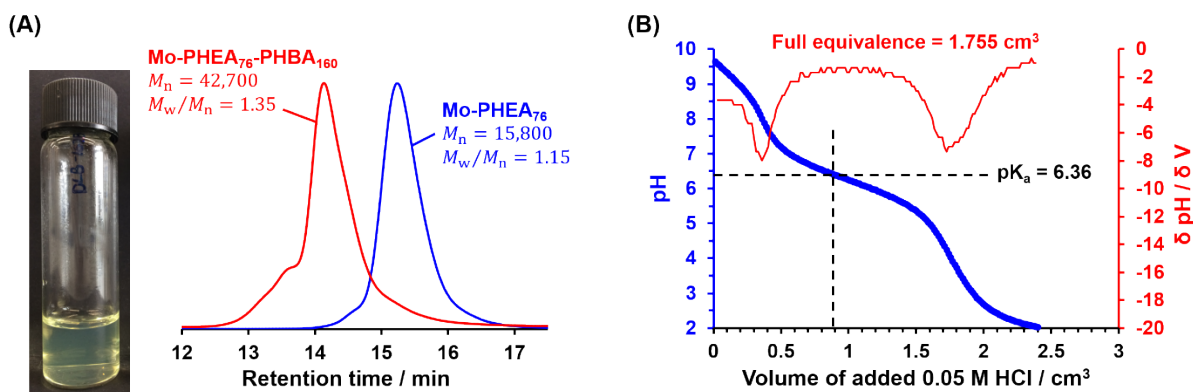 (A)
Mo-PHEA₇₆-PHBA₁₆₀
Mₙ = 42,700
M_w/Mₙ = 1.35
Mo-PHEA₇₆
Mₙ = 15,800
M_w/Mₙ = 1.15
12 13 14 15 16 17
Retention time / min
(B)
Full equivalence = 1.755 cm³
pKₐ = 6.36
pH
10
9
8
7
6
5
4
3
2
0 0.5 1 1.5 2 2.5 3
Volume of added 0.05 M HCl / cm³
0
-2
-4
-6
-8
-10
-12
-14
-16
-18
-20
δ pH / δ V